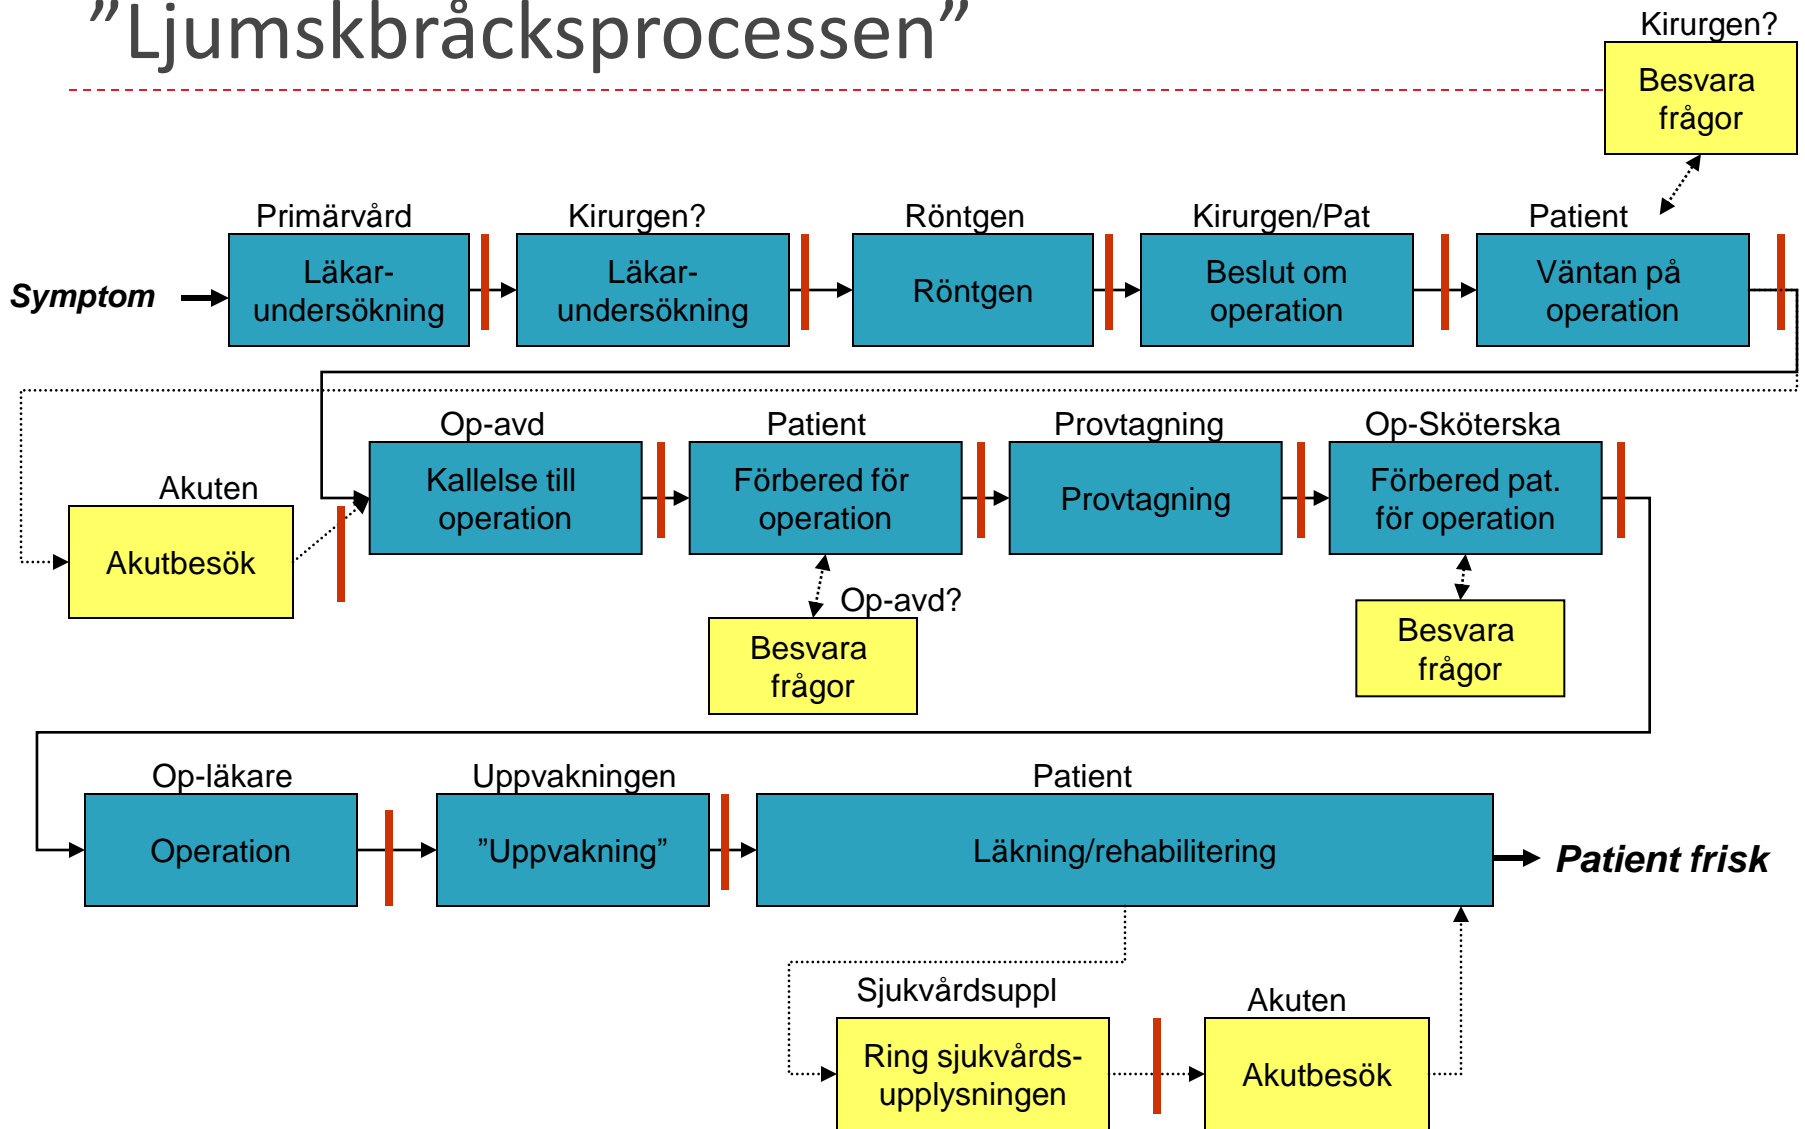 ”Ljumskbråcksprocessen”
Kirurgen?
Besvara
frågor
Primärvård
Kirurgen?
Röntgen
Kirurgen/Pat
Patient
Symptom
Läkar-
undersökning
Läkar-
undersökning
Röntgen
Beslut om
operation
Väntan på
operation
Op-avd
Patient
Provtagning
Op-Sköterska
Akuten
Akutbesök
Kallelse till
operation
Förbered för
operation
Provtagning
Förbered pat.
för operation
Op-avd?
Besvara
frågor
Besvara
frågor
Op-läkare
Uppvakningen
Patient
Operation
”Uppvakning”
Läkning/rehabilitering
Patient frisk
Sjukvårdsuppl
Akuten
Ring sjukvårds-
upplysningen
Akutbesök